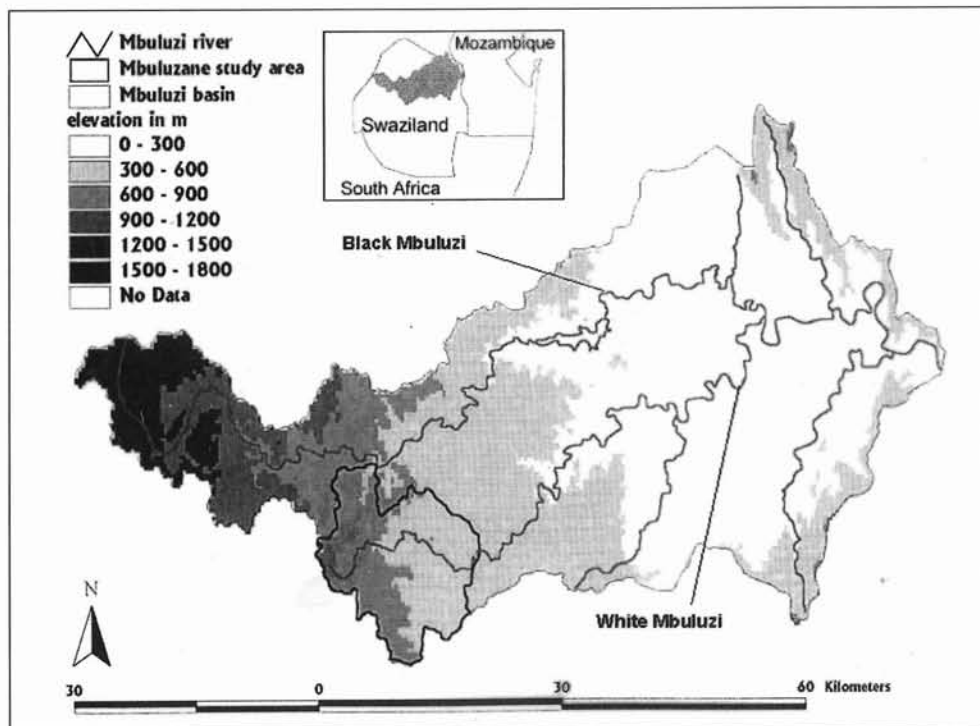 Mbuluzi river
Mbuluzane study area
Mbuluzi basin
elevation in m
0 - 300
300 - 600
600 - 900
900 - 1200
1200 - 1500
1500 - 1800
No Data
Mozambique
Swaziland
South Africa
Black Mbuluzi
White Mbuluzi
N
30 0 30 60 Kilometers